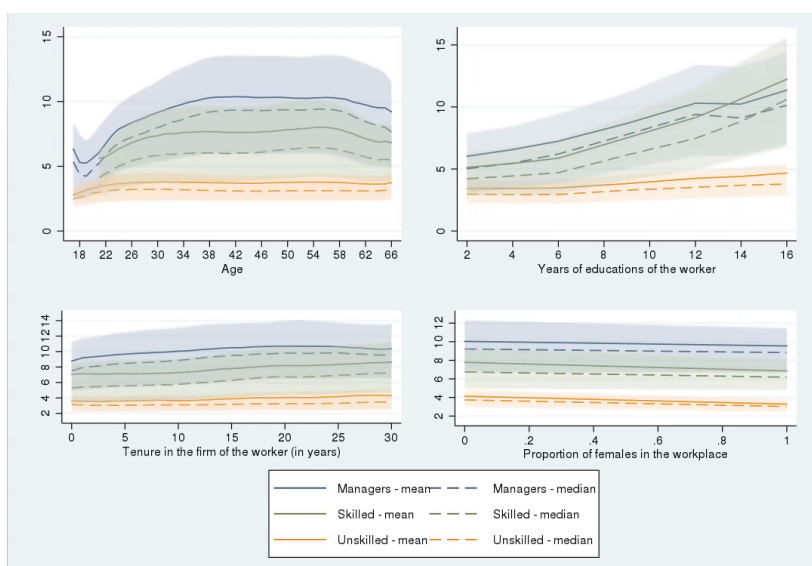 15
10
5
0
18 22 26 30 34 38 42 46 50 54 58 62 66
Age
15
10
5
0
2 4 6 8 10 12 14 16
Years of educations of the worker
14
12
10
8
6
4
2
0 5 10 15 20 25 30
Tenure in the firm of the worker (in years)
12
10
8
6
4
2
0 .2 .4 .6 .8 1
Proportion of females in the workplace
Managers - mean Managers - median
Skilled - mean Skilled - median
Unskilled - mean Unskilled - median